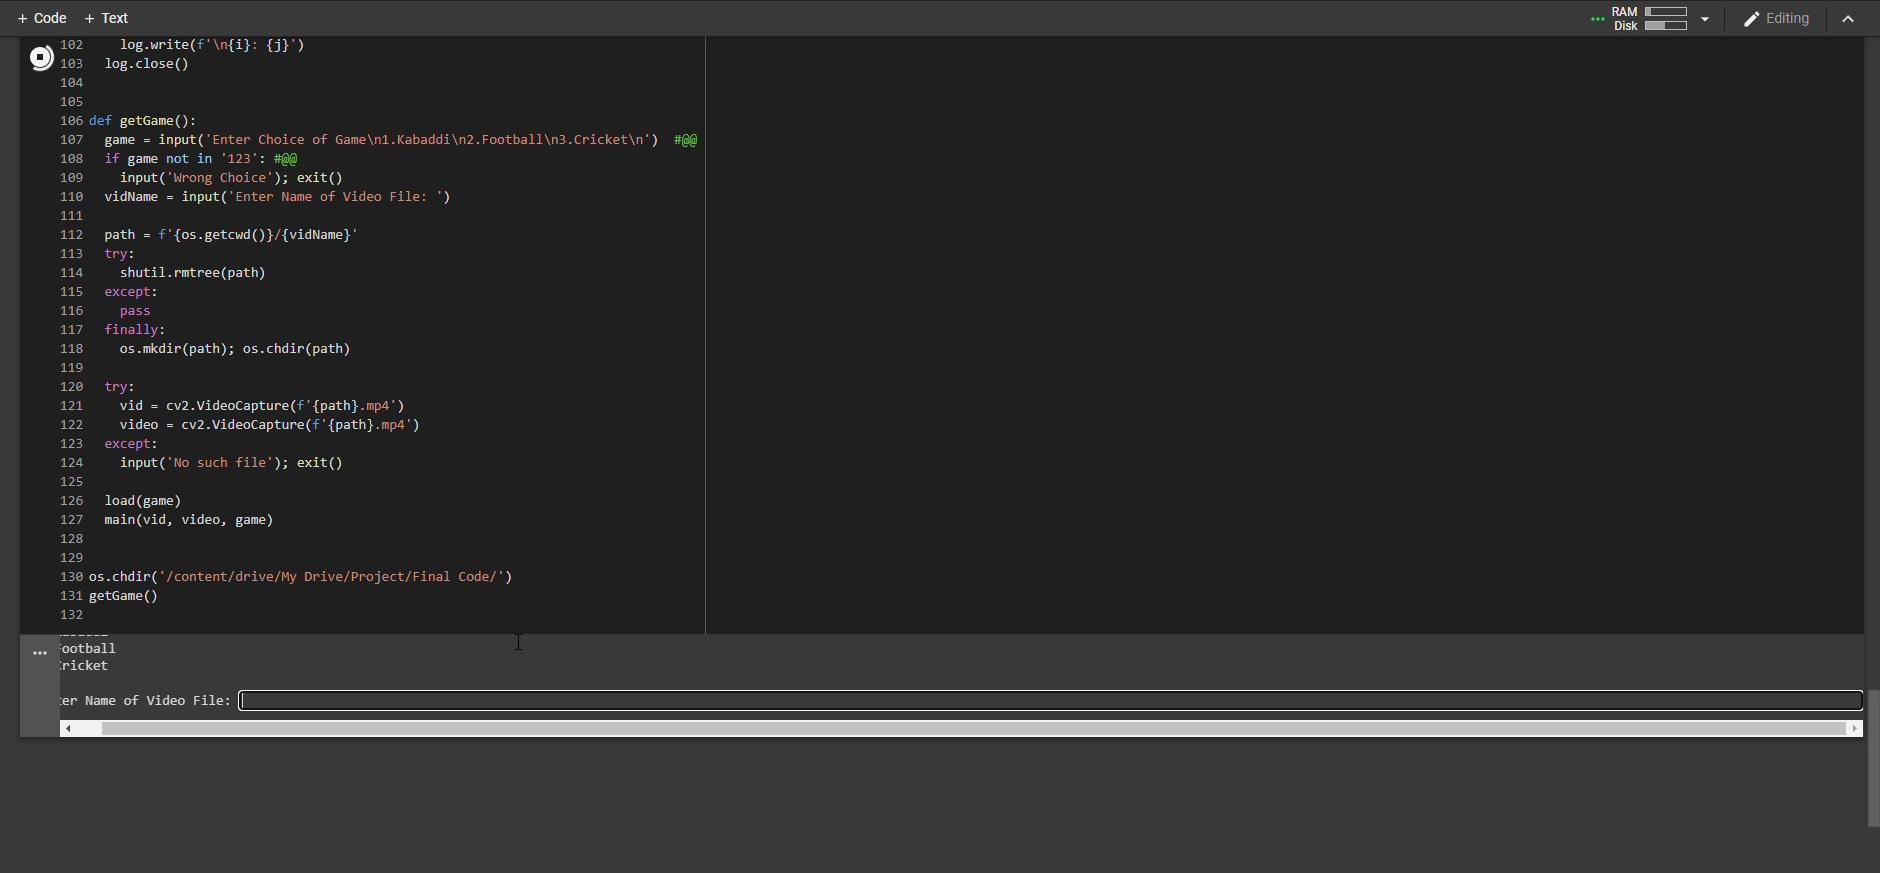 + Code + Text
RAM
Disk
Editing
102 log.write(f'\n{i}: {j}')
103 log.close()
104
105
106 def getGame():
107 game = input('Enter Choice of Game\n1.Kabaddi\n2.Football\n3.Cricket\n') #@@
108 if game not in '123': #@@
109 input('Wrong Choice'); exit()
110 vidName = input('Enter Name of Video File: ')
111
112 path = f'{os.getcwd()}/{vidName}'
113 try:
114 shutil.rmtree(path)
115 except:
116 pass
117 finally:
118 os.mkdir(path); os.chdir(path)
119
120 try:
121 vid = cv2.VideoCapture(f'{path}.mp4')
122 video = cv2.VideoCapture(f'{path}.mp4')
123 except:
124 input('No such file'); exit()
125
126 load(game)
127 main(vid, video, game)
128
129
130 os.chdir('/content/drive/My Drive/Project/Final Code/')
131 getGame()
132
Football
Cricket
ter Name of Video File: